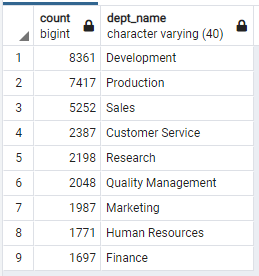 count dept_name
bigint character varying (40)
1 8361 Development
2 7417 Production
3 5252 Sales
4 2387 Customer Service
5 2198 Research
6 2048 Quality Management
7 1987 Marketing
8 1771 Human Resources
9 1697 Finance